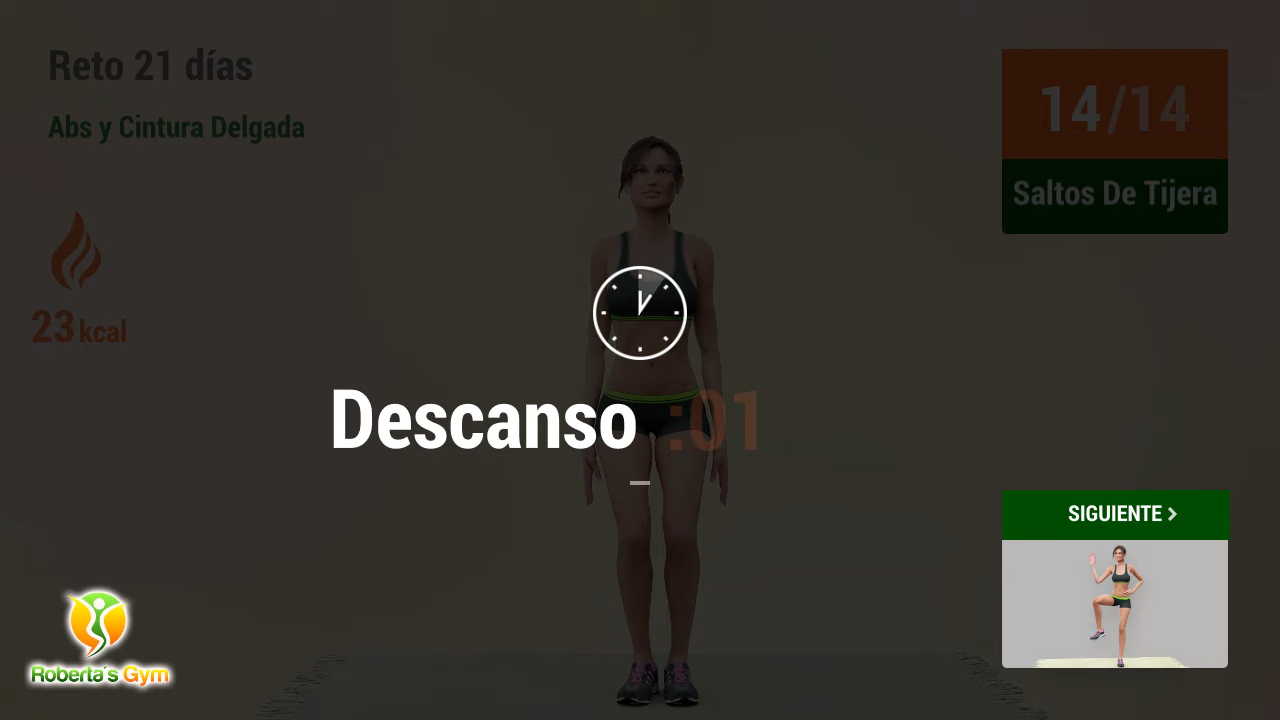 Reto 21 días
Abs y Cintura Delgada
14/14
Saltos De Tijera
23 kcal
Descanso :01
SIGUIENTE >
Roberta´s Gym